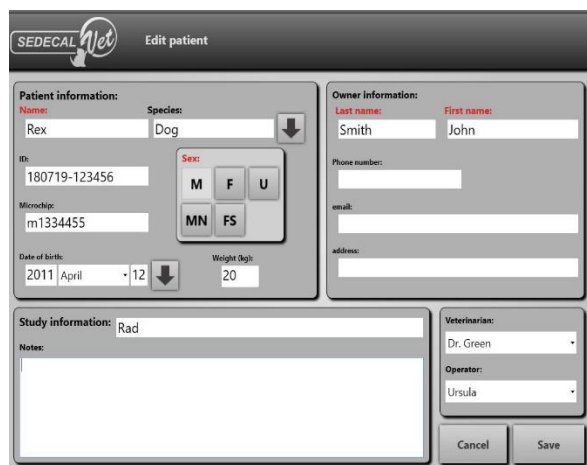 SEDECAL Vet
Edit patient
Patient information:
Name: Species:
Rex Dog
ID:
180719-123456
Sex:
M F U
MN FS
Microchip:
m1334455
Date of birth: Weight (kg):
2011 April 12 20
Owner information:
Last name: First name:
Smith John
Phone number:
email:
address:
Study information: Rad
Notes:
Veterinarian:
Dr. Green
Operator:
Ursula
Cancel Save